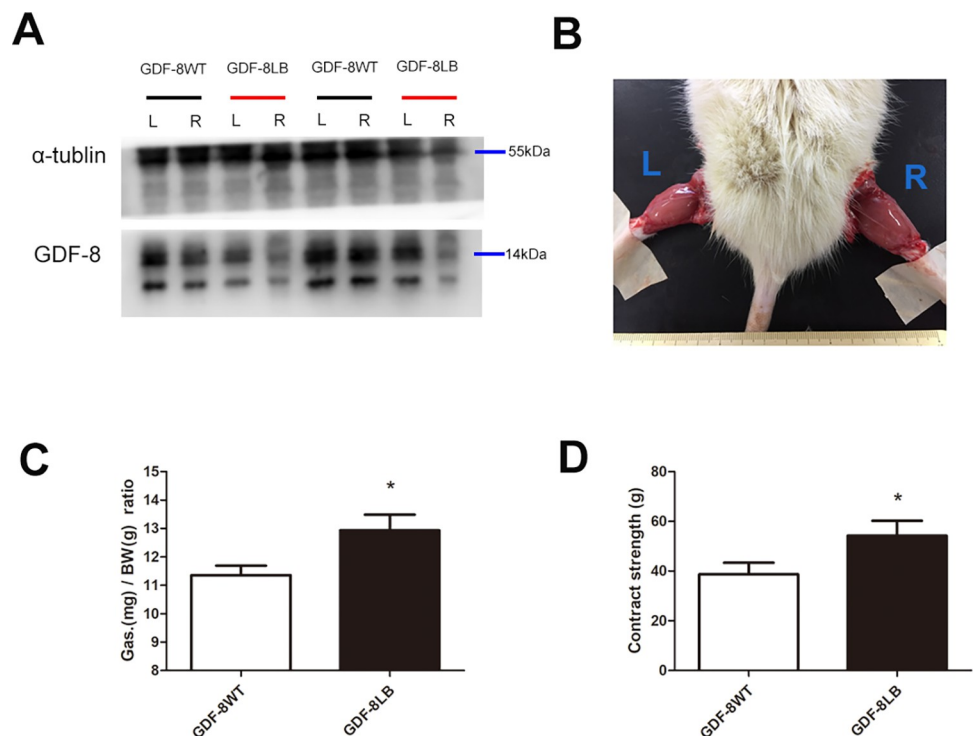 A
GDF-8WT GDF-8LB GDF-8WT GDF-8LB
L R L R L R L R
α-tublin
55kDa
GDF-8
14kDa
B
L
R
C
Gas.(mg) / BW(g) ratio
15
14
13
12
11
10
9
8
*
GDF-8WT
GDF-8LB
D
Contract strength (g)
80
60
40
20
0
*
GDF-8WT
GDF-8LB